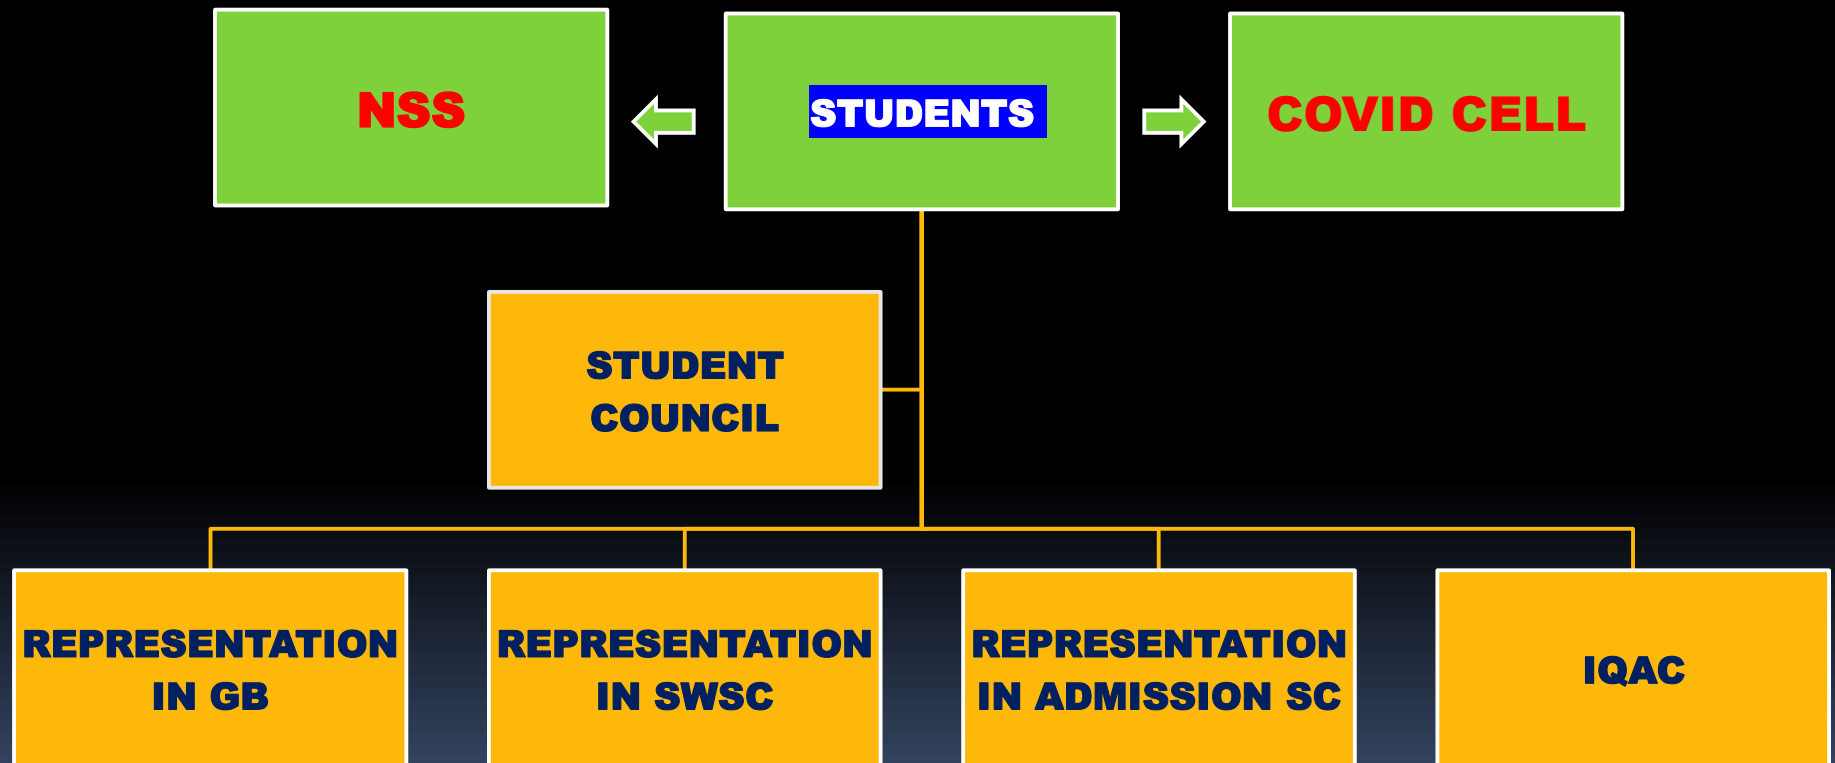 NSS
STUDENTS
COVID CELL
STUDENT
COUNCIL
REPRESENTATION
IN GB
REPRESENTATION
IN SWSC
REPRESENTATION
IN ADMISSION SC
IQAC